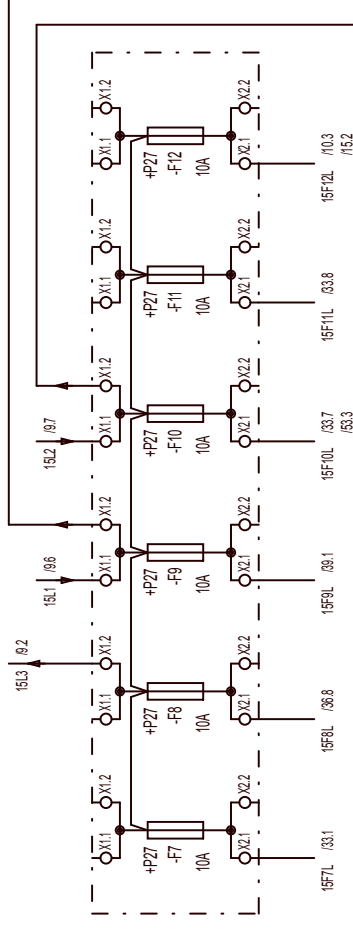 15L3 /9.2
15L1 /9.6
15L2 /9.7
X1.1 X1.2
X1.1 X1.2
X1.1 X1.2
X1.1 X1.2
X1.1 X1.2
X1.1 X1.2
+P27
-F7
10A
+P27
-F8
10A
+P27
-F9
10A
+P27
-F10
10A
+P27
-F11
10A
+P27
-F12
10A
X2.1 X2.2
X2.1 X2.2
X2.1 X2.2
X2.1 X2.2
X2.1 X2.2
X2.1 X2.2
15F7L /33.1
15F8L /36.8
15F9L /39.1
15F10L /33.7
/53.3
15F11L /33.8
15F12L /10.3
/15.2